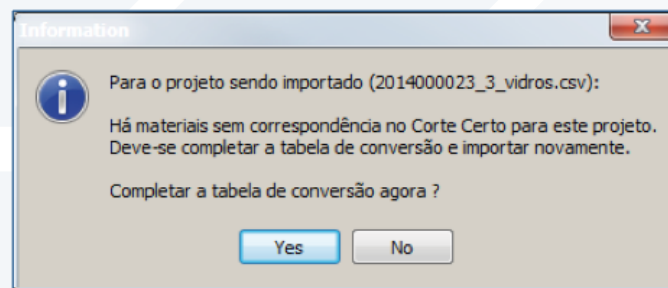 Information
Para o projeto sendo importado (2014000023_3_vidros.csv):
Há materiais sem correspondência no Corte Certo para este projeto.
Deve-se completar a tabela de conversão e importar novamente.
Completar a tabela de conversão agora ?
Yes
No